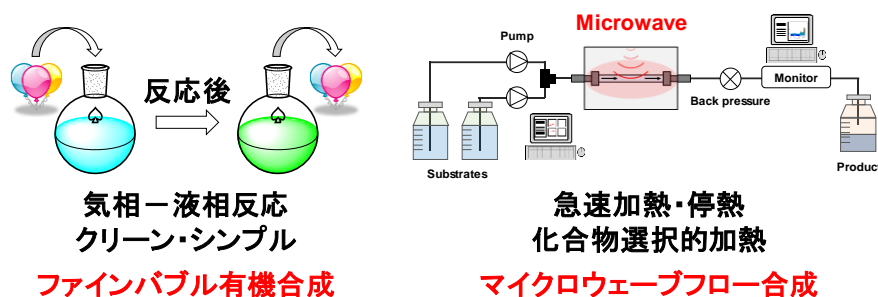 反応後
気相－液相反応
クリーン・シンプル
ファインバブル有機合成
Microwave
Pump
Back pressure
Monitor
Substrates
Product
急速加熱・停熱
化合物選択的加熱
マイクロウェーブフロー合成